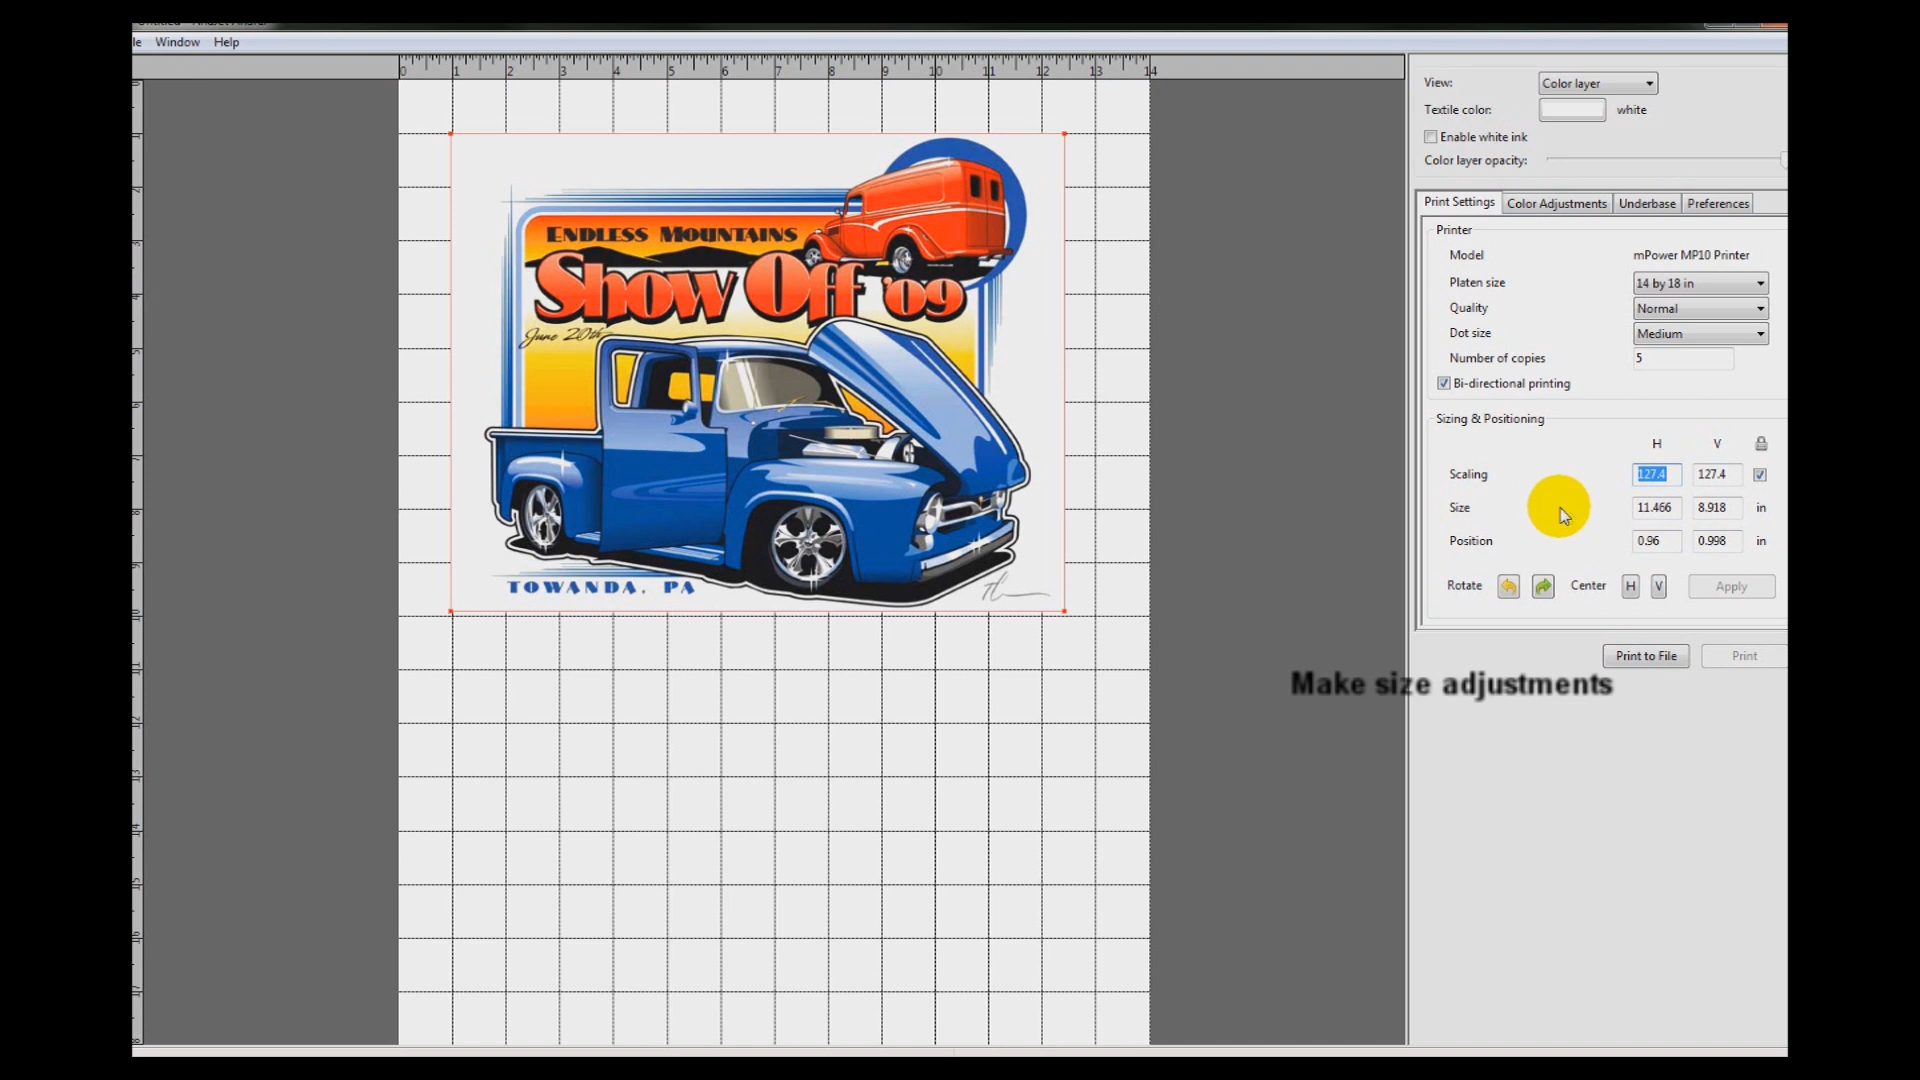 le Window Help
0 1 2 3 4 5 6 7 8 9 10 11 12 13 14
View: Color layer
Textile color: white
Enable white ink
Color layer opacity:
Print Settings Color Adjustments Underbase Preferences
Printer
Model mPower MP10 Printer
Platen size 14 by 18 in
Quality Normal
Dot size Medium
Number of copies 5
Bi-directional printing
Sizing & Positioning
H V
Scaling 127.4 127.4
Size 11.466 8.918 in
Position 0.96 0.998 in
Rotate Center H V Apply
Print to File Print
Make size adjustments
ENDLESS MOUNTAINS
Show Off '09
June 20th
TOWANDA, PA